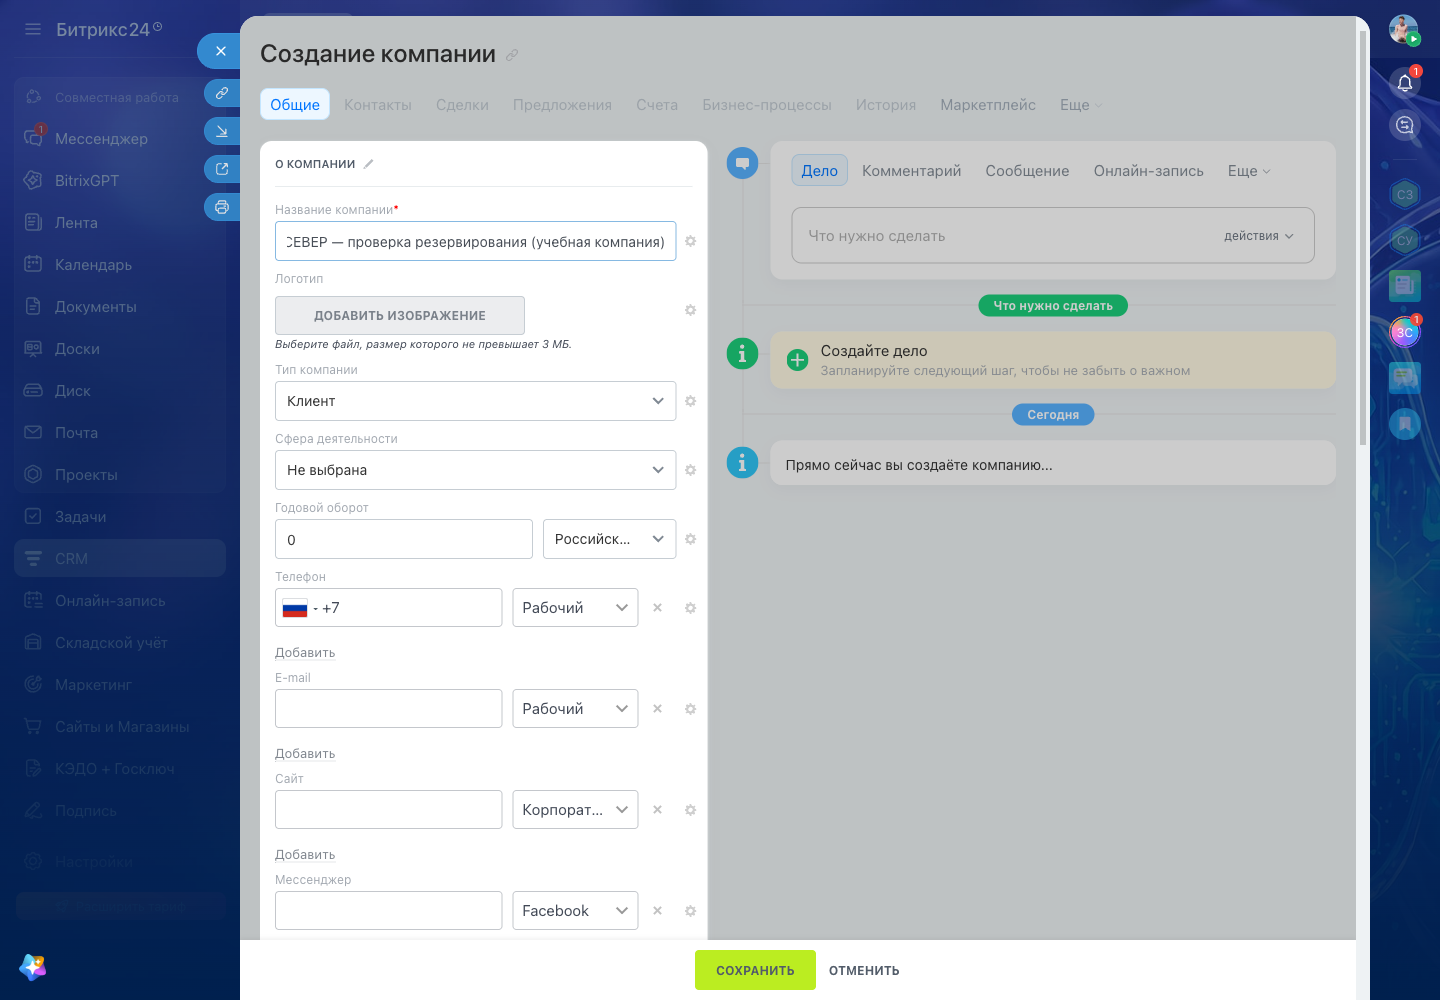 Битрикс24
Создание компании
Общие Контакты Сделки Предложения Счета Бизнес-процессы История Маркетплейс Еще
Совместная работа
1
Мессенджер
BitrixGPT
Лента
Календарь
Документы
Доски
Диск
Почта
Проекты
Задачи
CRM
Онлайн-запись
Складской учёт
Маркетинг
Сайты и Магазины
КЭДО + Госключ
Подпись
Настройки
О КОМПАНИИ
Название компании*
СЕВЕР — проверка резервирования (учебная компания)
Логотип
ДОБАВИТЬ ИЗОБРАЖЕНИЕ
Выберите файл, размер которого не превышает 3 МБ.
Тип компании
Клиент
Сфера деятельности
Не выбрана
Годовой оборот
0 Российск...
Телефон
+7 Рабочий
Добавить
E-mail
Рабочий
Добавить
Сайт
Корпорат...
Добавить
Мессенджер
Facebook
Дело Комментарий Сообщение Онлайн-запись Еще
Что нужно сделать действия
Что нужно сделать
Создайте дело
Запланируйте следующий шаг, чтобы не забыть о важном
Сегодня
Прямо сейчас вы создаёте компанию...
СОХРАНИТЬ ОТМЕНИТЬ
1
СЗ
СУ
1
ЗС